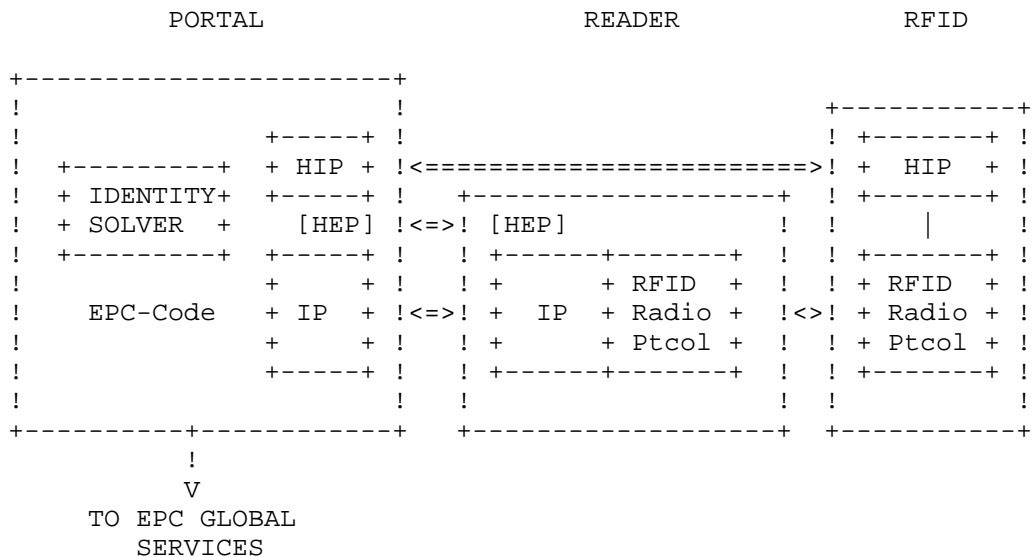 PORTAL READER RFID
+-----------------------+
! ! +-----------+
! +-----+ ! ! +-------+ !
! +---------+ + HIP + !<========================>! + HIP + !
! + IDENTITY+ +-----+ ! +-------------------+ ! +-------+ !
! + SOLVER + [HEP] !<=>! [HEP] ! ! | !
! +---------+ +-----+ ! ! +------+-------+ ! ! +-------+ !
! + + ! ! + + RFID + ! ! + RFID + !
! EPC-Code + IP + !<=>! + IP + Radio + !<>! + Radio + !
! + + ! ! + + Ptcol + ! ! + Ptcol + !
! +-----+ ! ! +------+-------+ ! ! +-------+ !
! ! ! ! ! !
+----------+------------+ +-------------------+ +-----------+
!
V
TO EPC GLOBAL
SERVICES